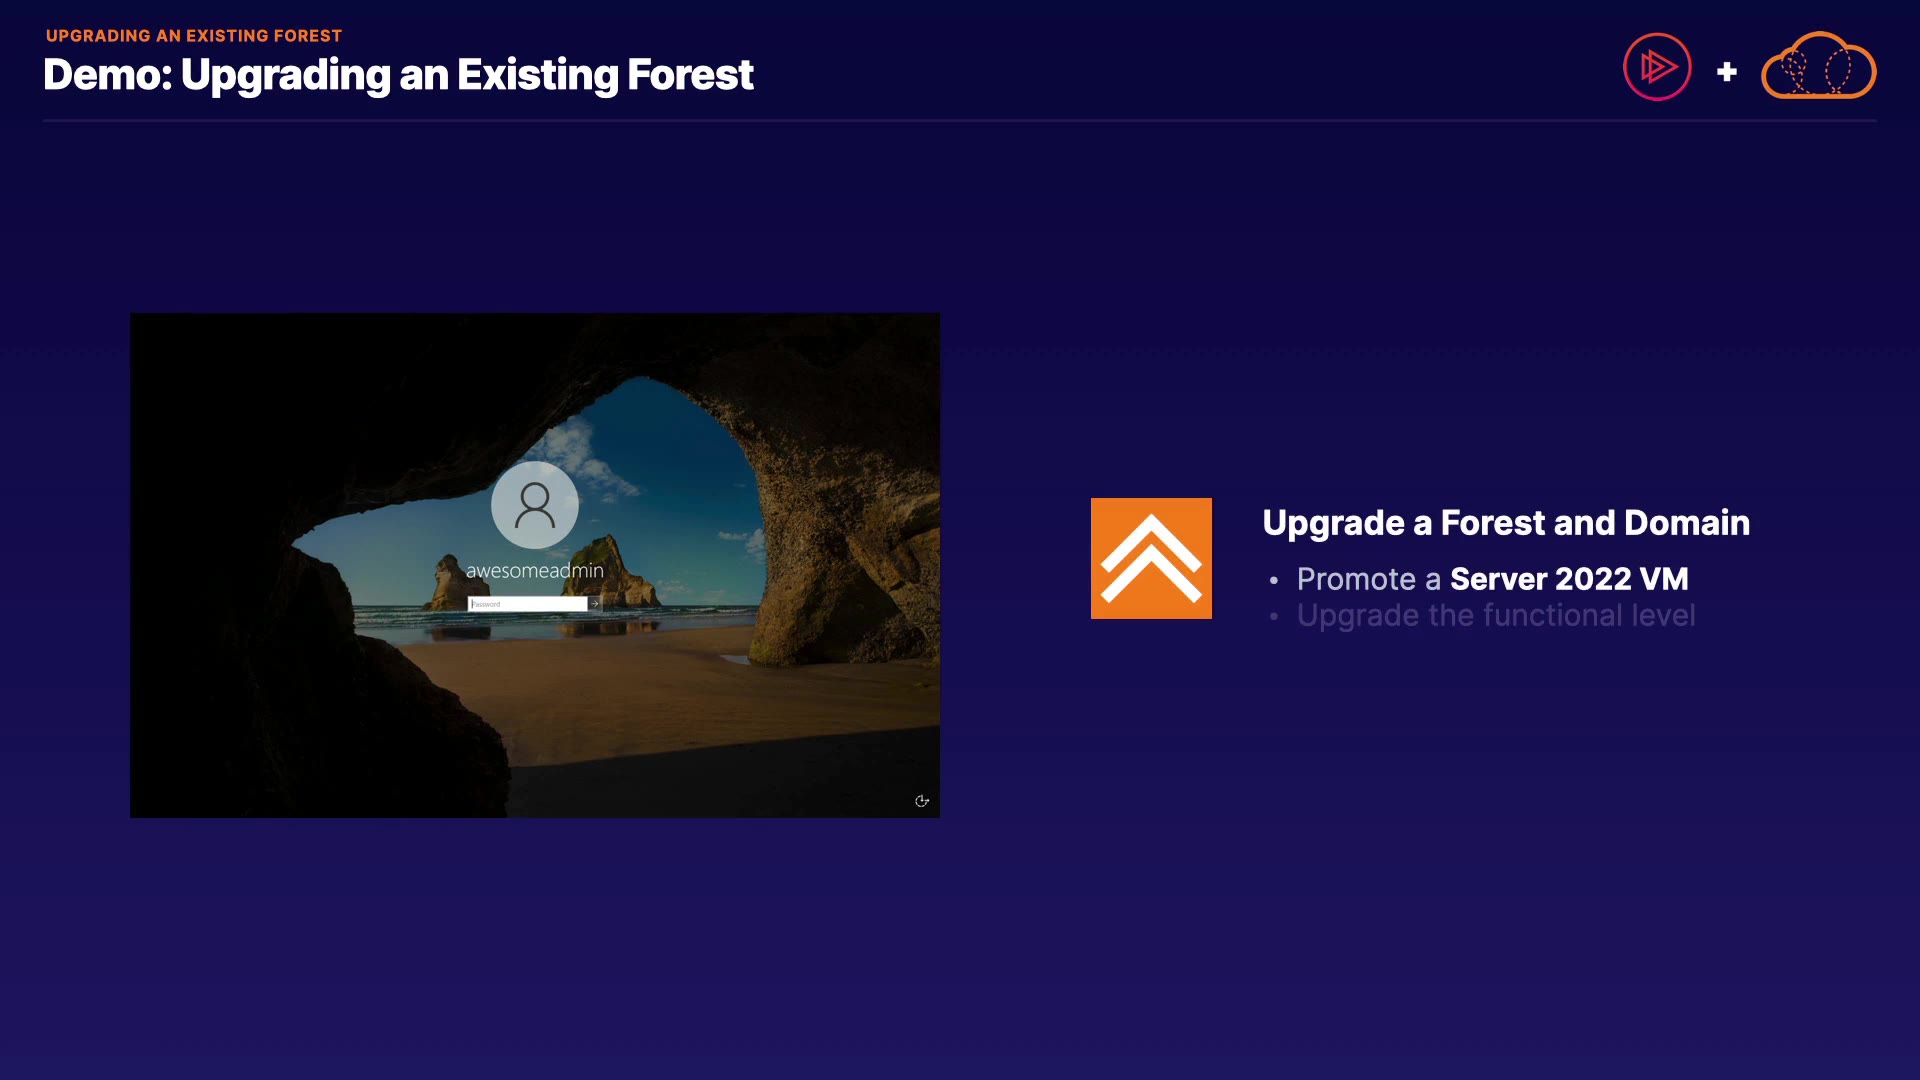 UPGRADING AN EXISTING FOREST
Demo: Upgrading an Existing Forest
awesomeadmin
Password
Upgrade a Forest and Domain
• Promote a Server 2022 VM
• Upgrade the functional level